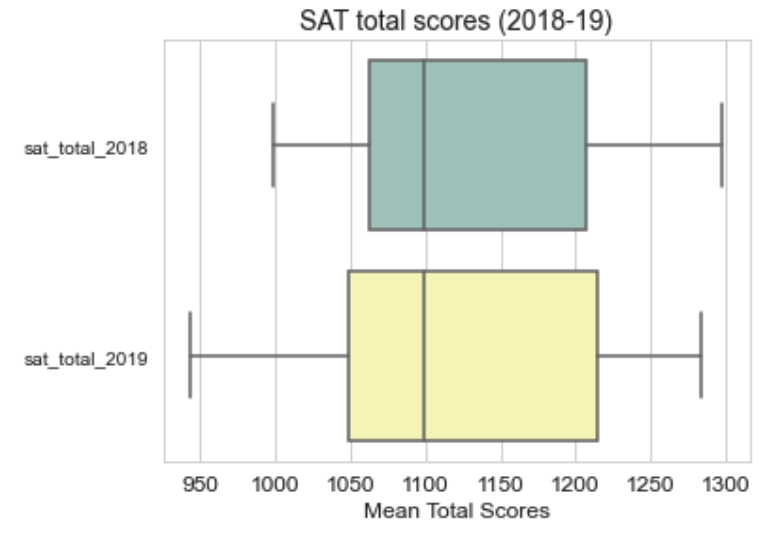 SAT total scores (2018-19)
sat_total_2018
sat_total_2019
950 1000 1050 1100 1150 1200 1250 1300
Mean Total Scores